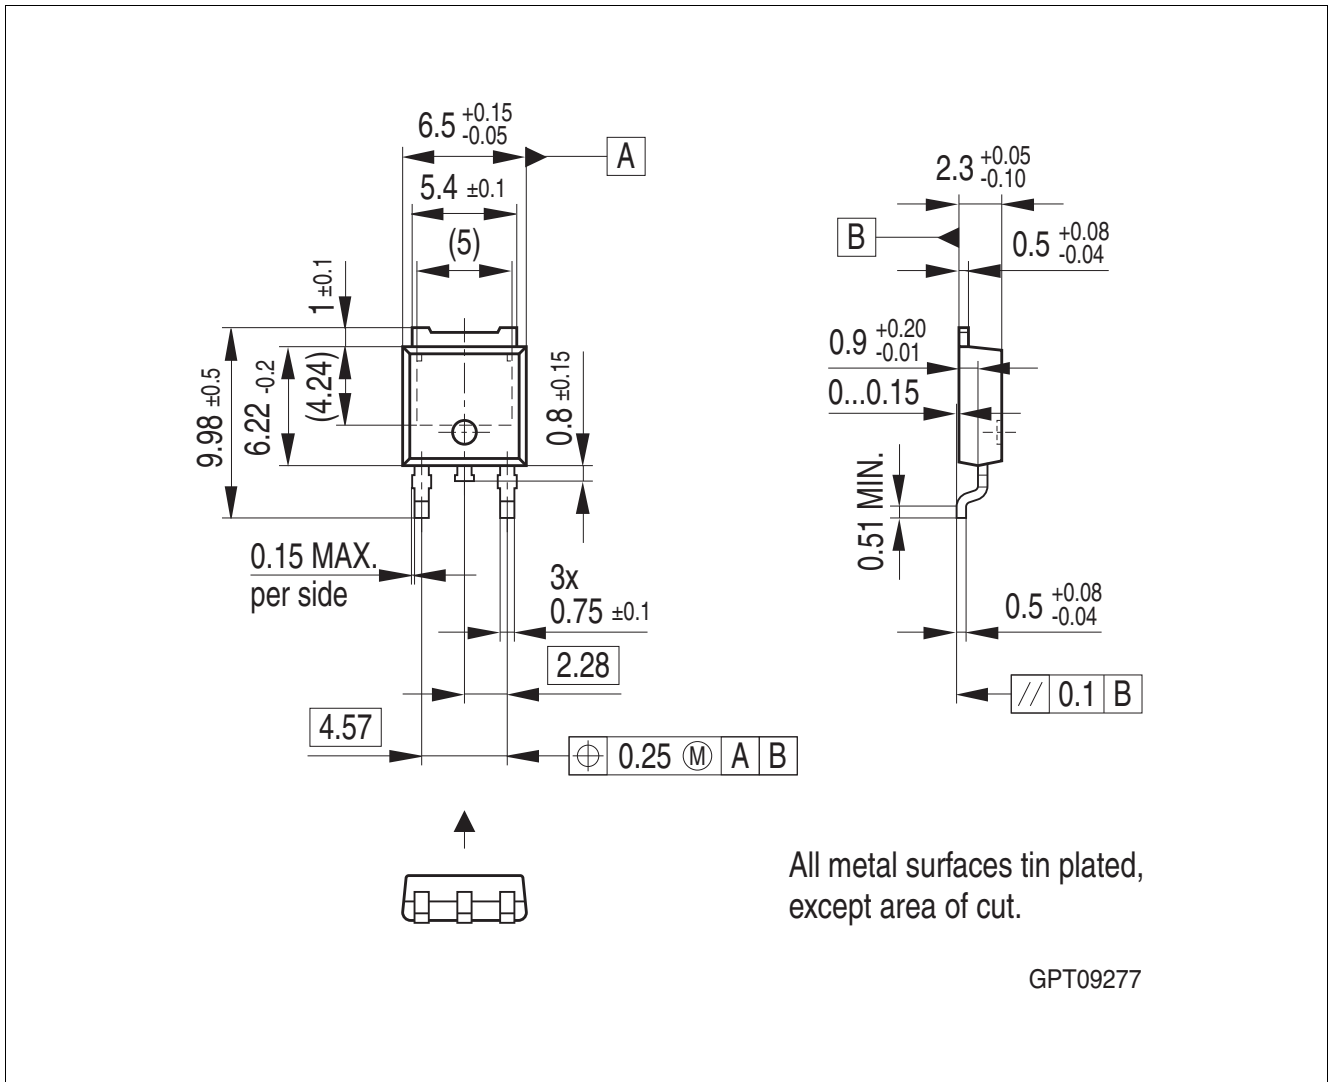 6.5 +0.15 -0.05
A
5.4 ±0.1
(5)
1 ±0.1
9.98 ±0.5
6.22 -0.2
(4.24)
0.8 ±0.15
0.15 MAX.
per side
3x
0.75 ±0.1
2.28
4.57
0.25 Ⓜ A B
2.3 +0.05 -0.10
B
0.5 +0.08 -0.04
0.9 +0.20 -0.01
0...0.15
0.51 MIN.
0.5 +0.08 -0.04
// 0.1 B
All metal surfaces tin plated,
except area of cut.
GPT09277